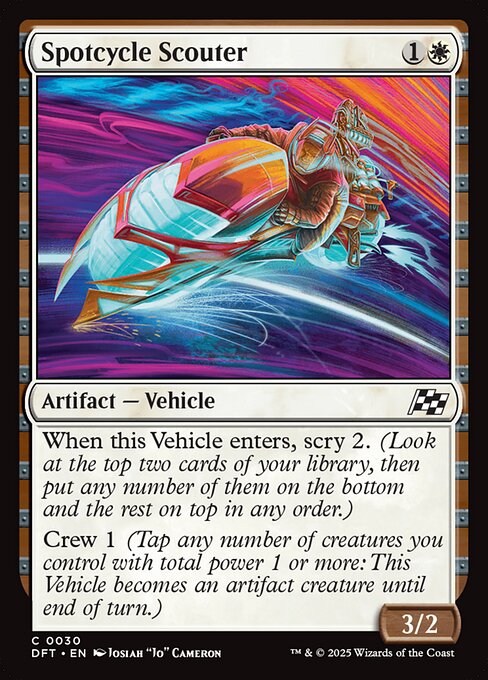 Spotcycle Scouter 1
Artifact — Vehicle
When this Vehicle enters, scry 2. (Look
at the top two cards of your library, then
put any number of them on the bottom
and the rest on top in any order.)
Crew 1 (Tap any number of creatures you
control with total power 1 or more: This
Vehicle becomes an artifact creature until
end of turn.)
3/2
C 0030
DFT • EN Josiah "Jo" Cameron
™ & © 2025 Wizards of the Coast